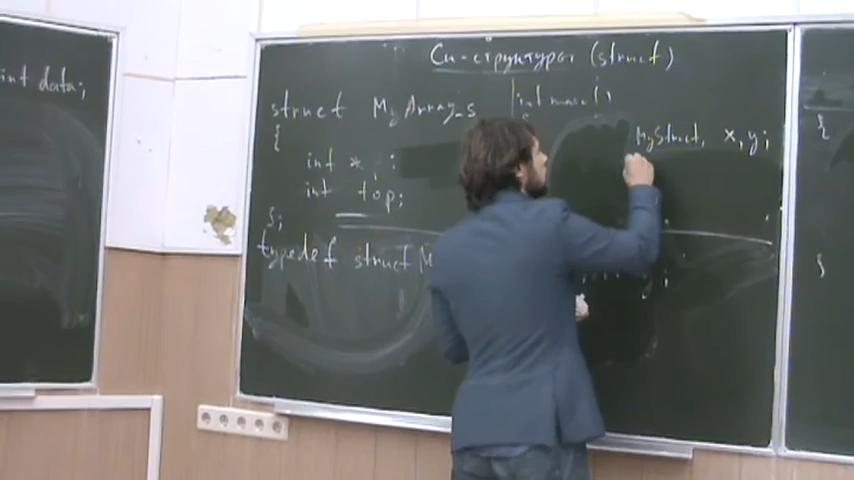 int data;
Си-структуры (struct)
struct MyArray_s
{
int *p;
int top;
};
typedef struct
int main()
MyStruct, x, y;
{
}